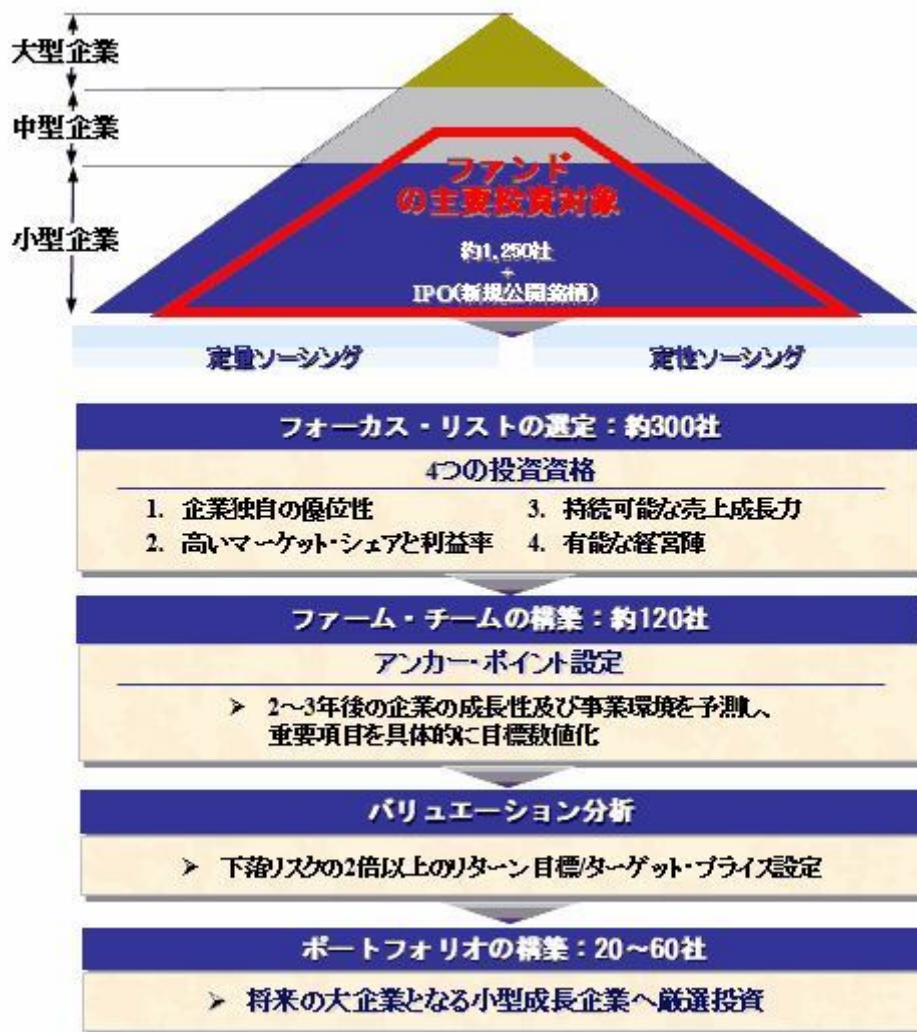 大型企業
中型企業
小型企業
ファンド
の主要投資対象
約1,250社
+
IPO(新規公開銘柄)
定量ソーシング
定性ソーシング
フォーカス・リストの選定：約300社
4つの投資資格
1. 企業独自の優位性
2. 高いマーケット・シェアと利益率
3. 持続可能な売上成長力
4. 有能な経営陣
ファーム・チームの構築：約120社
アンカー・ポイント設定
➢ 2～3年後の企業の成長性及び事業環境を予測し、
重要項目を具体的に目標数値化
バリュエーション分析
➢ 下落リスクの2倍以上のリターン目標/ターゲット・プライズ設定
ポートフォリオの構築：20～60社
➢ 将来の大企業となる小型成長企業へ厳選投資